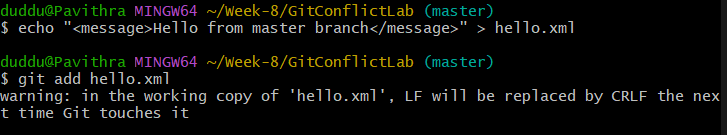 duddu@Pavithra MINGW64 ~/Week-8/GitConflictLab (master)
$ echo "<message>Hello from master branch</message>" > hello.xml

duddu@Pavithra MINGW64 ~/Week-8/GitConflictLab (master)
$ git add hello.xml
warning: in the working copy of 'hello.xml', LF will be replaced by CRLF the nex
t time Git touches it